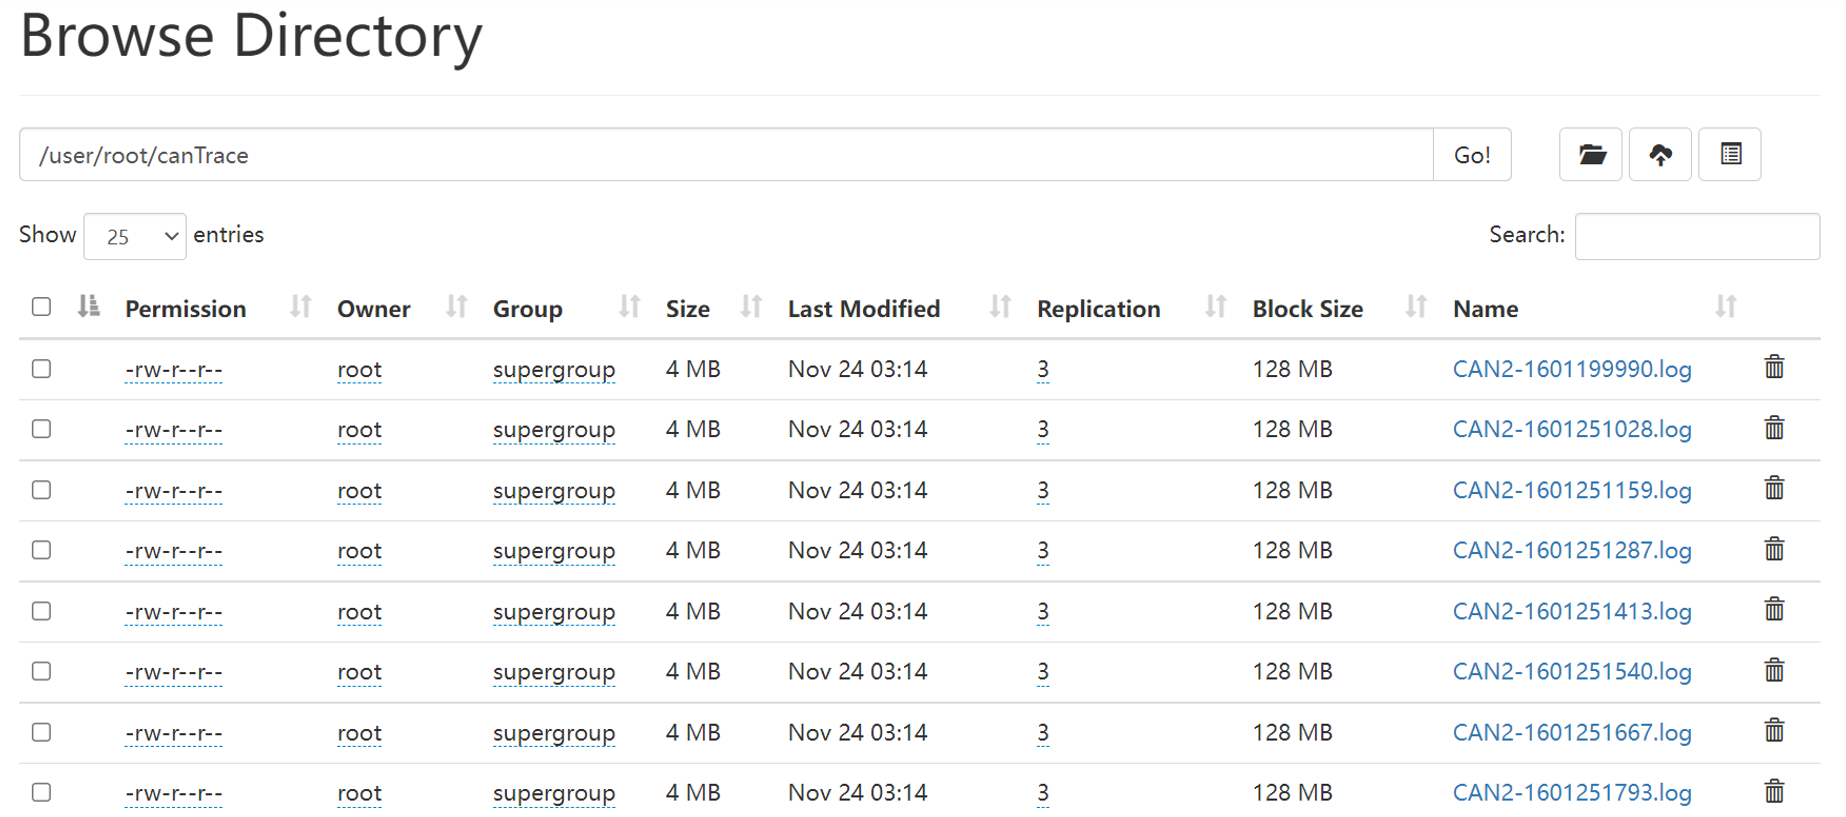 Browse Directory
/user/root/canTrace Go!
Show 25 entries Search:
Permission Owner Group Size Last Modified Replication Block Size Name
-rw-r--r-- root supergroup 4 MB Nov 24 03:14 3 128 MB CAN2-1601199990.log
-rw-r--r-- root supergroup 4 MB Nov 24 03:14 3 128 MB CAN2-1601251028.log
-rw-r--r-- root supergroup 4 MB Nov 24 03:14 3 128 MB CAN2-1601251159.log
-rw-r--r-- root supergroup 4 MB Nov 24 03:14 3 128 MB CAN2-1601251287.log
-rw-r--r-- root supergroup 4 MB Nov 24 03:14 3 128 MB CAN2-1601251413.log
-rw-r--r-- root supergroup 4 MB Nov 24 03:14 3 128 MB CAN2-1601251540.log
-rw-r--r-- root supergroup 4 MB Nov 24 03:14 3 128 MB CAN2-1601251667.log
-rw-r--r-- root supergroup 4 MB Nov 24 03:14 3 128 MB CAN2-1601251793.log